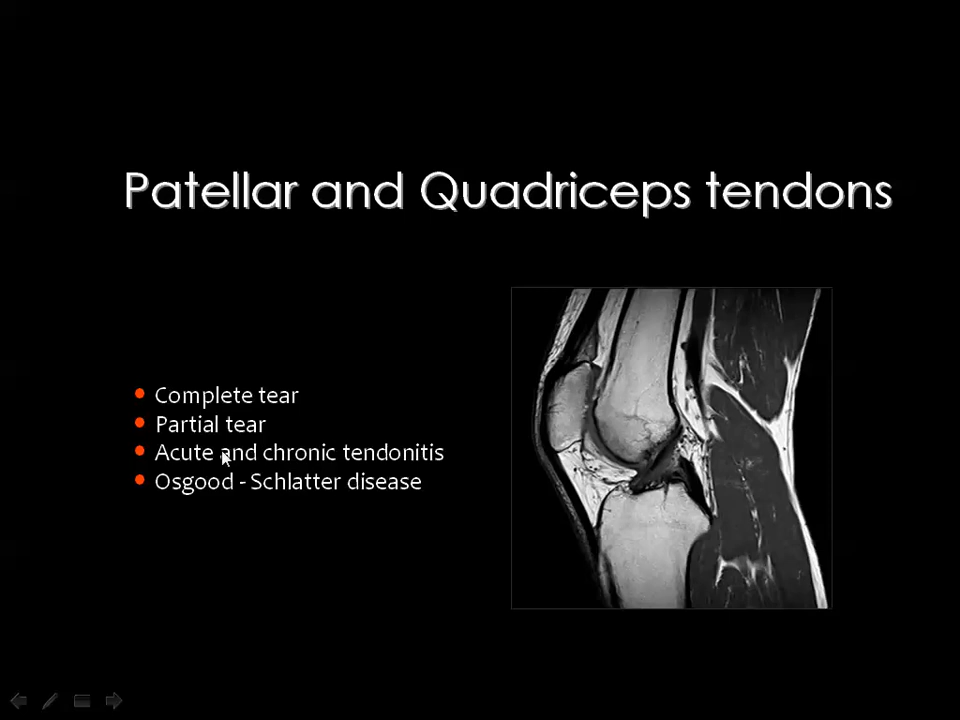 Patellar and Quadriceps tendons
Complete tear
Partial tear
Acute and chronic tendonitis
Osgood - Schlatter disease